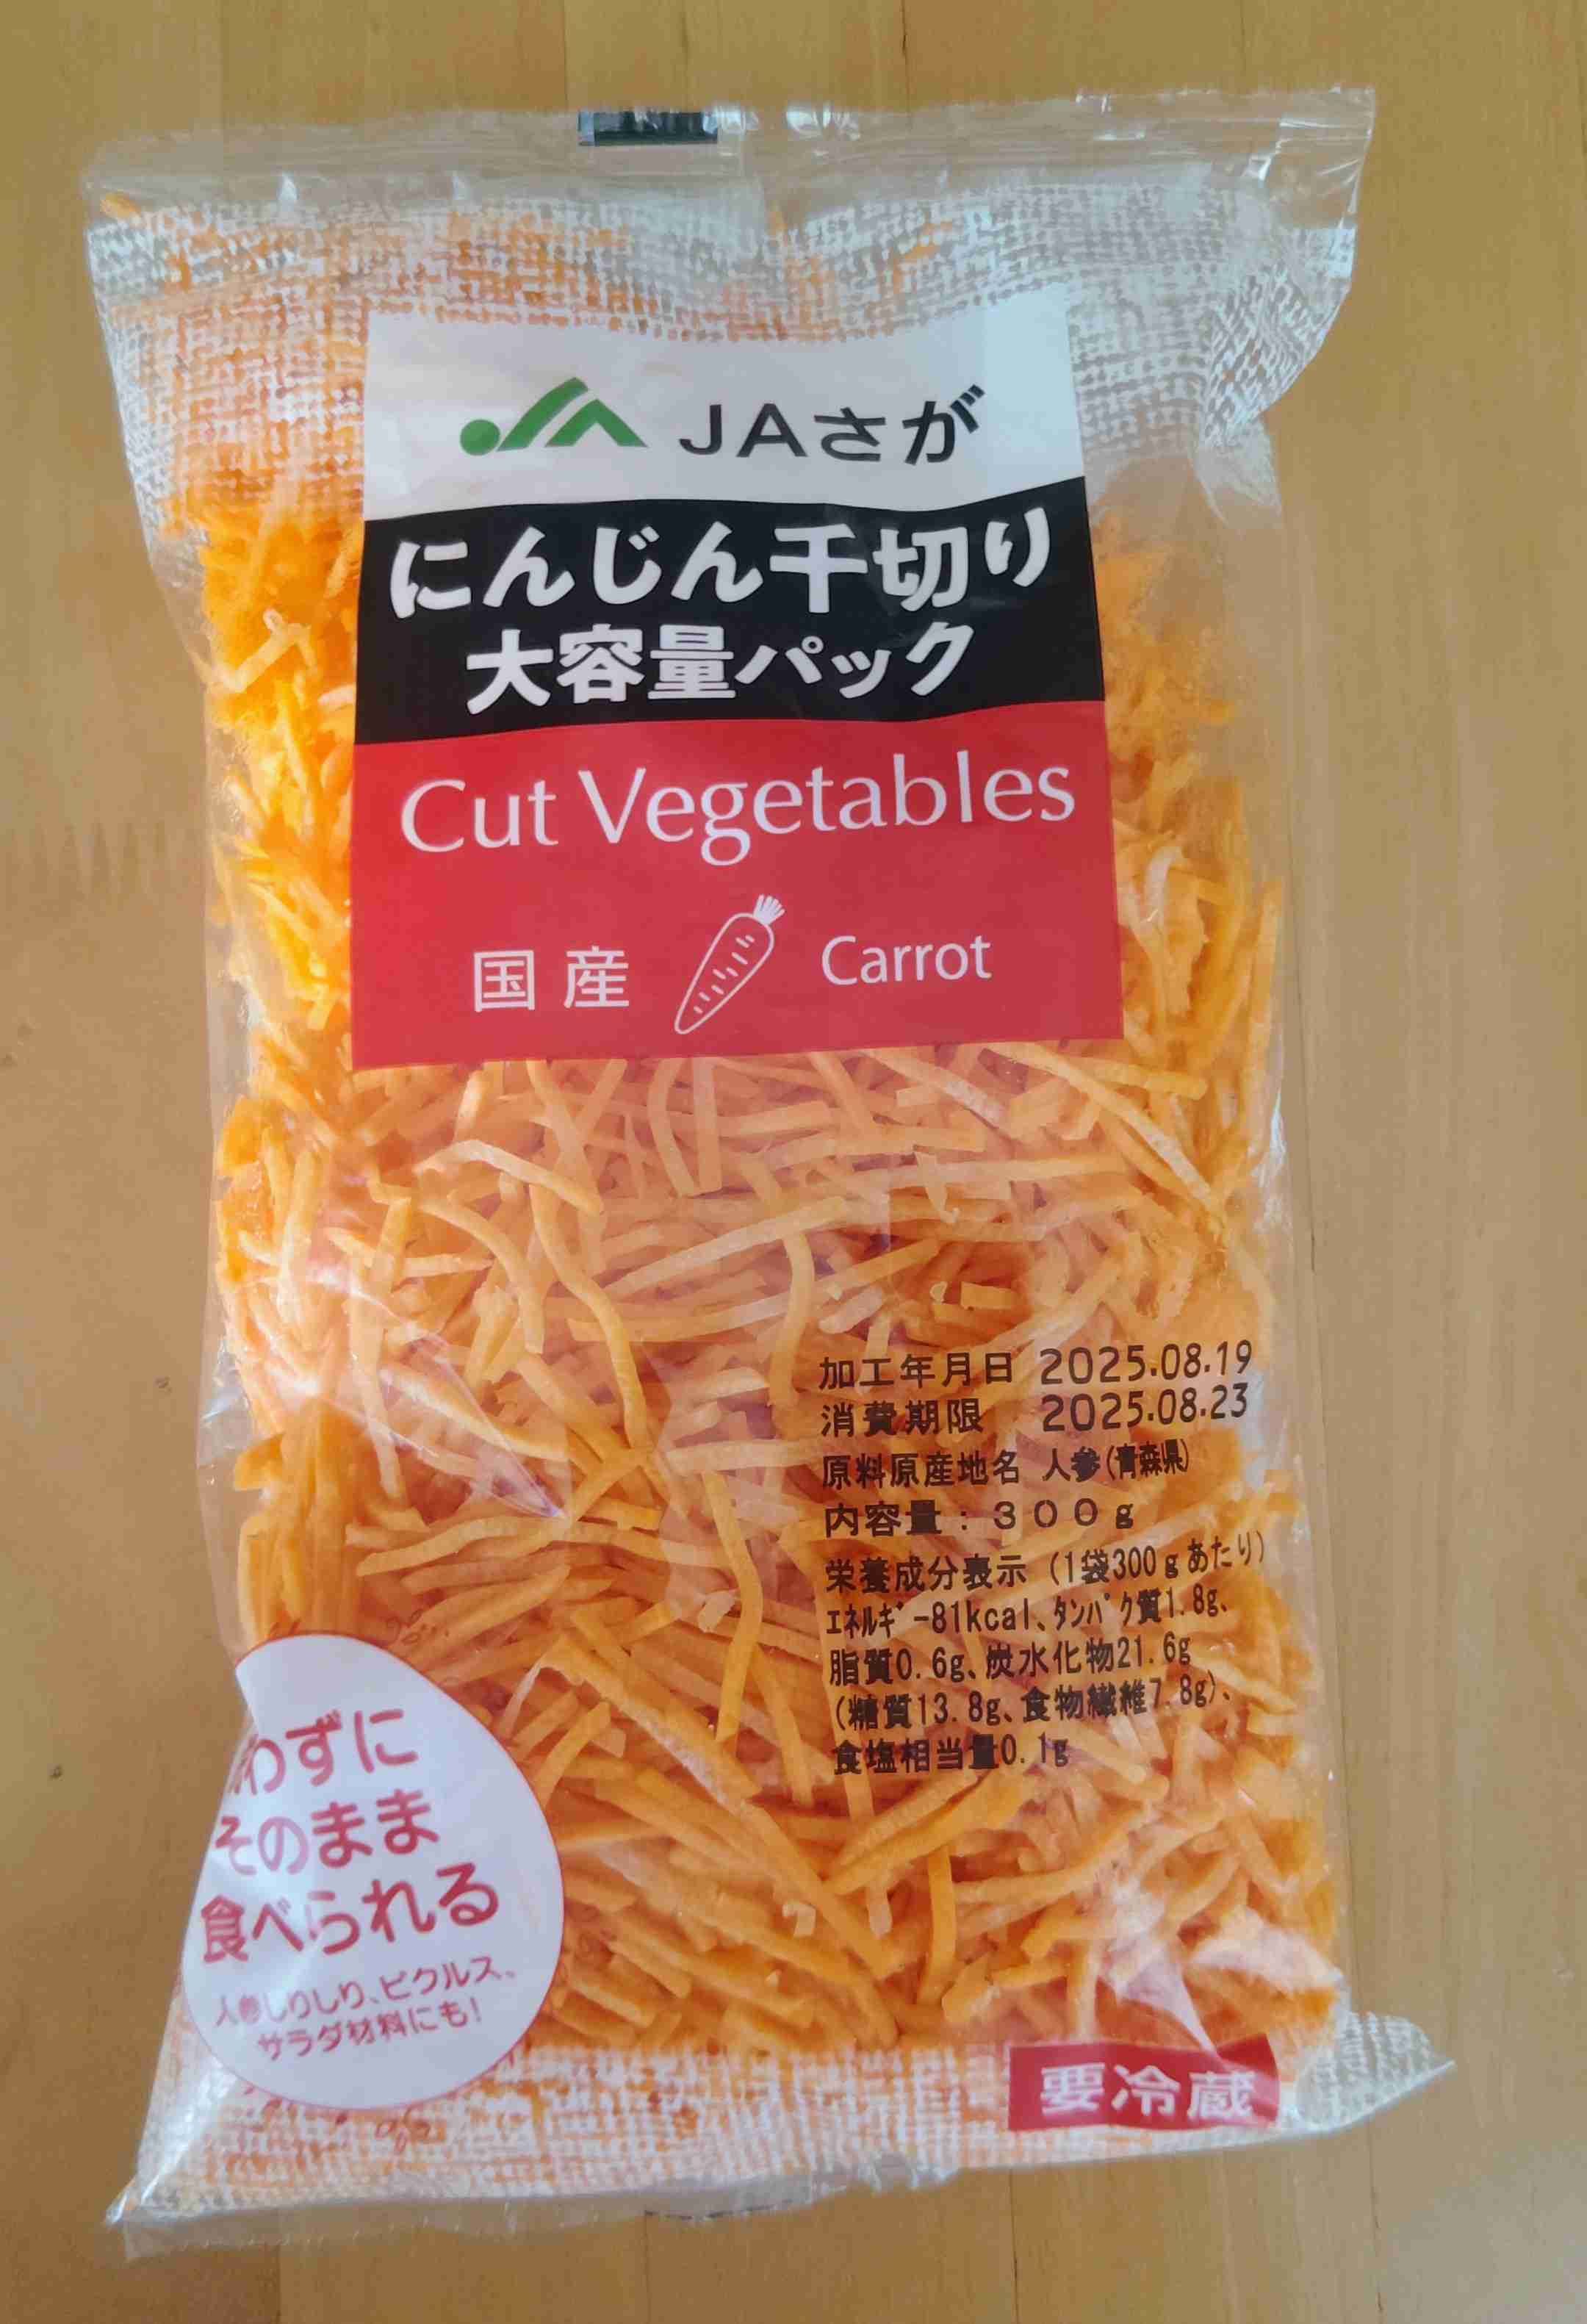 JAさが
にんじん千切り
大容量パック
Cut Vegetables
国産 Carrot
加工年月日 2025.08.19
消費期限 2025.08.23
原料原産地名 人参(青森県)
内容量：300g
栄養成分表示 (1袋300gあたり)
エネルギー81kcal、タンパク質1.8g、
脂質0.6g、炭水化物21.6g
(糖質13.8g、食物繊維7.8g)、
食塩相当量0.1g
わずに
そのまま
食べられる
人参しりしり、ピクルス、
サラダ材料にも!
要冷蔵